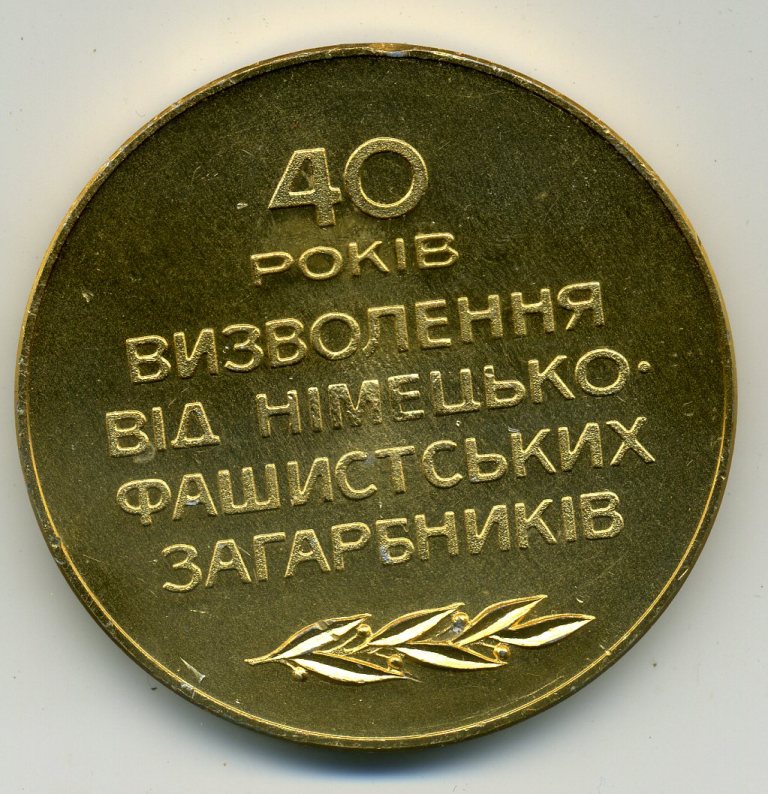 40
РОКІВ
ВИЗВОЛЕННЯ
ВІД НІМЕЦЬКО-
ФАШИСТСЬКИХ
ЗАГАРБНИКІВ